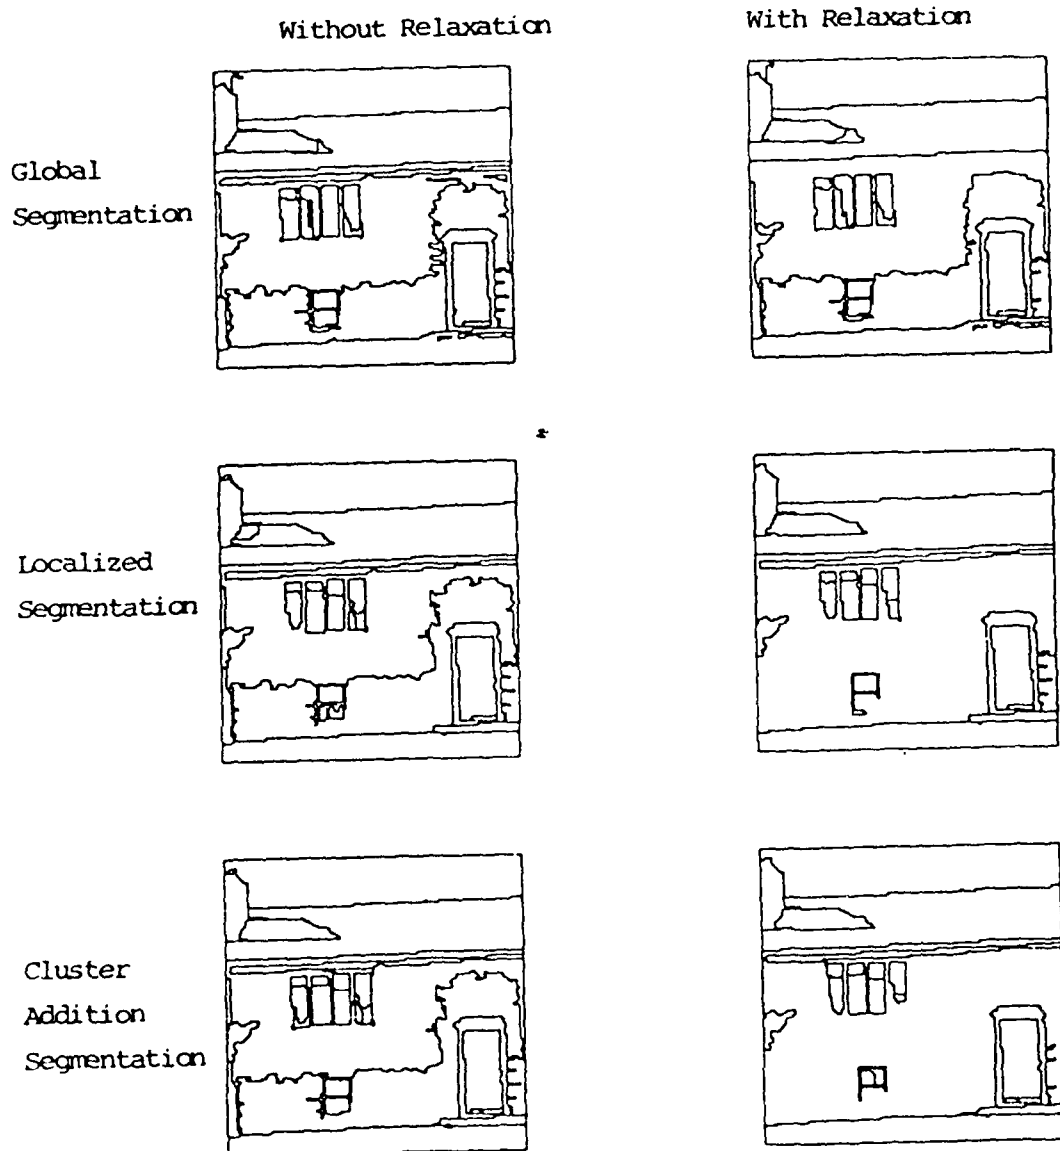 Without Relaxation
With Relaxation
Global
Segmentation
Localized
Segmentation
Cluster
Addition
Segmentation